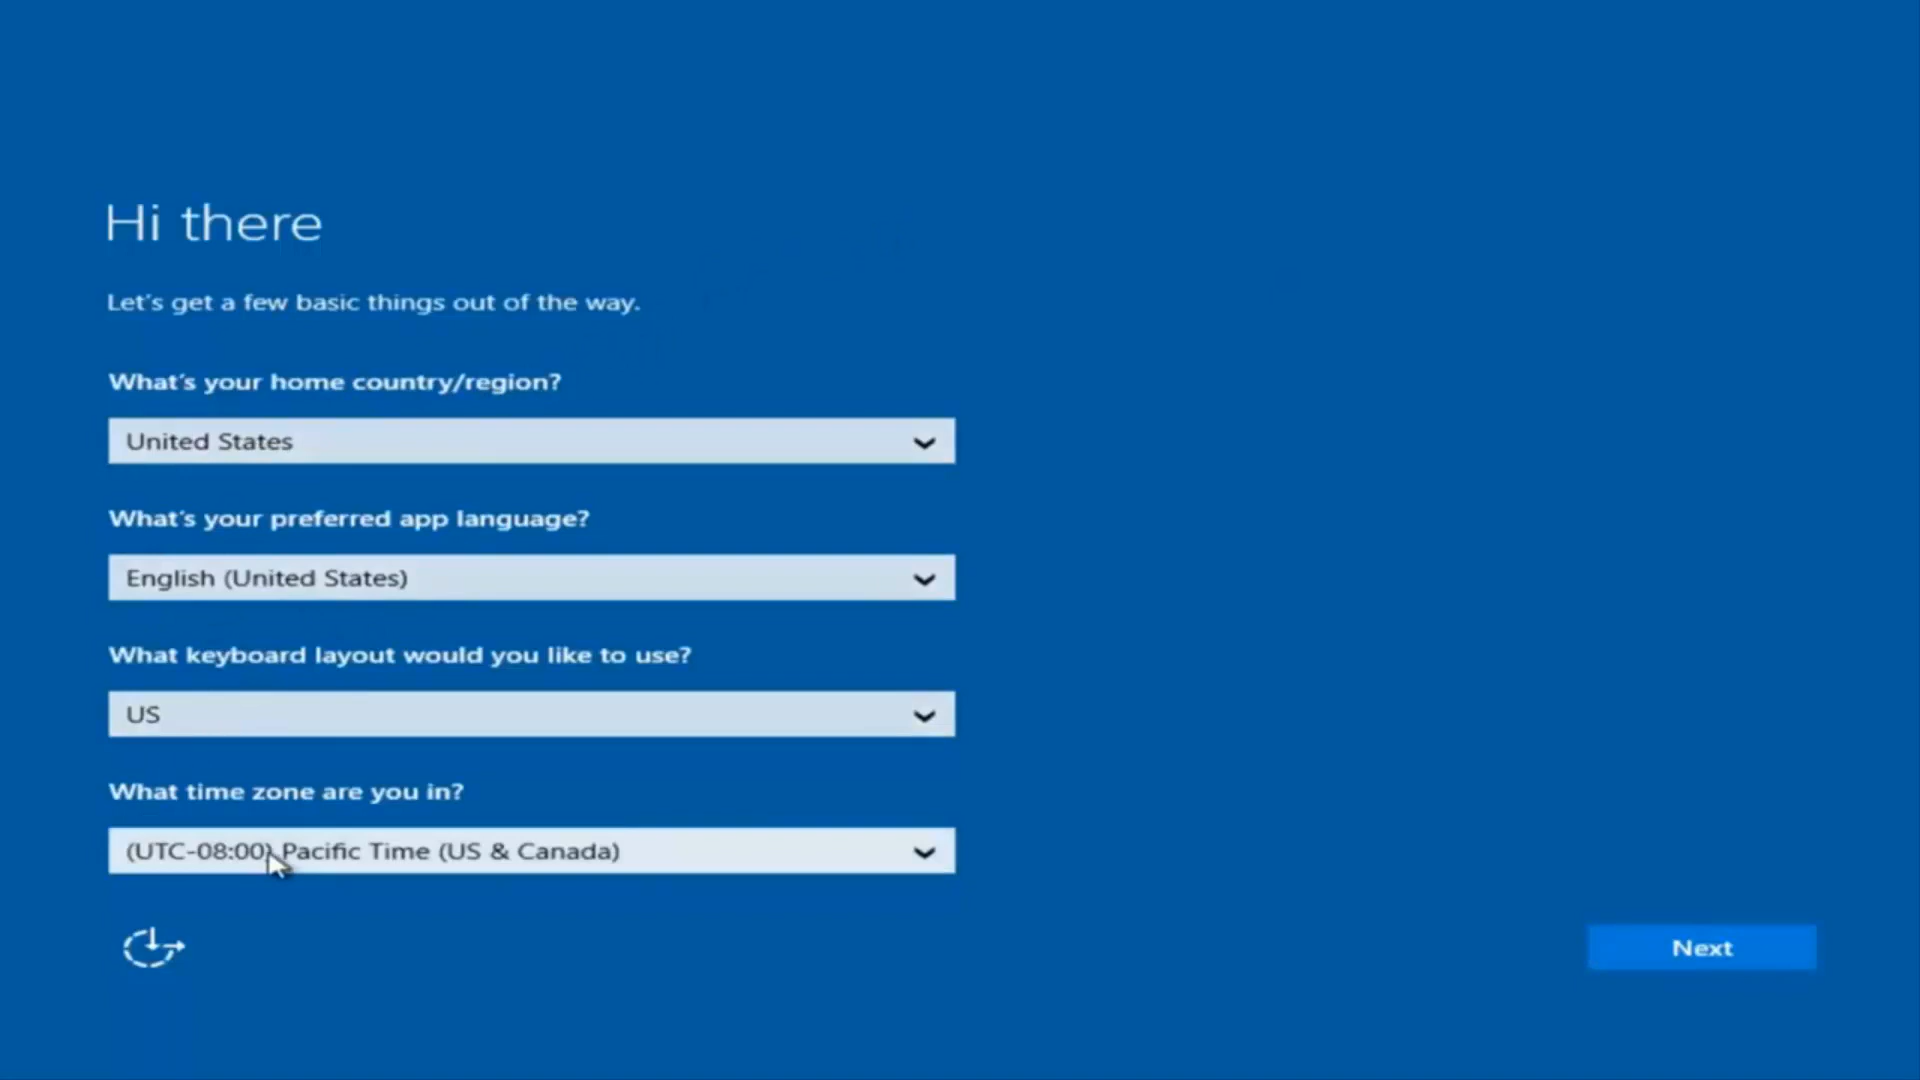 Hi there
Let's get a few basic things out of the way.
What's your home country/region?
United States
What's your preferred app language?
English (United States)
What keyboard layout would you like to use?
US
What time zone are you in?
(UTC-08:00) Pacific Time (US & Canada)
Next